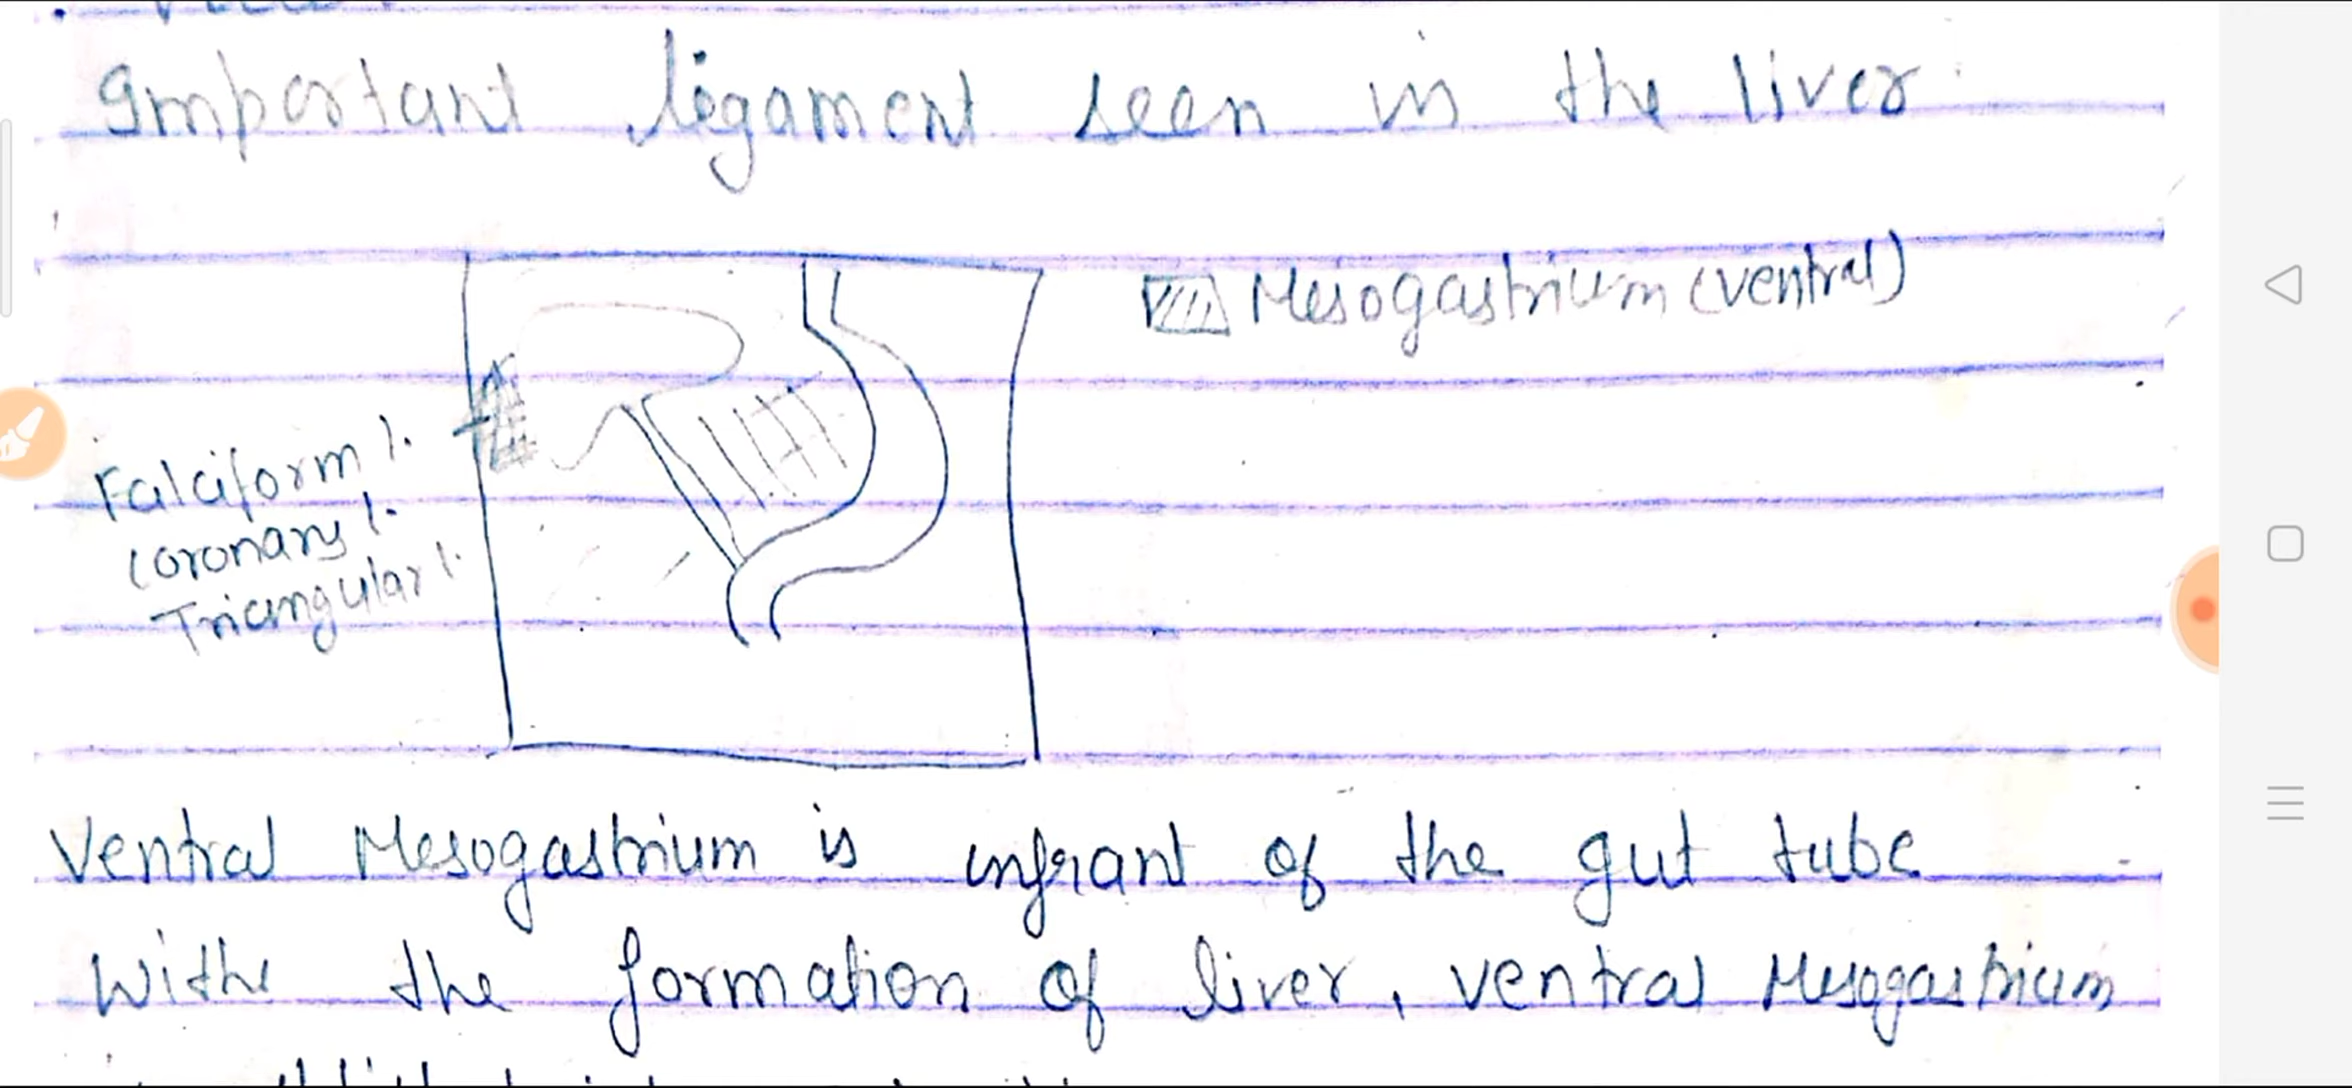 Important ligament seen in the liver
Mesogastrium (ventral)
Falciform l.
Coronary l.
Triangular l.
Ventral Mesogastrium is infrant of the gut tube
With the formation of liver, ventral Mesogastrium